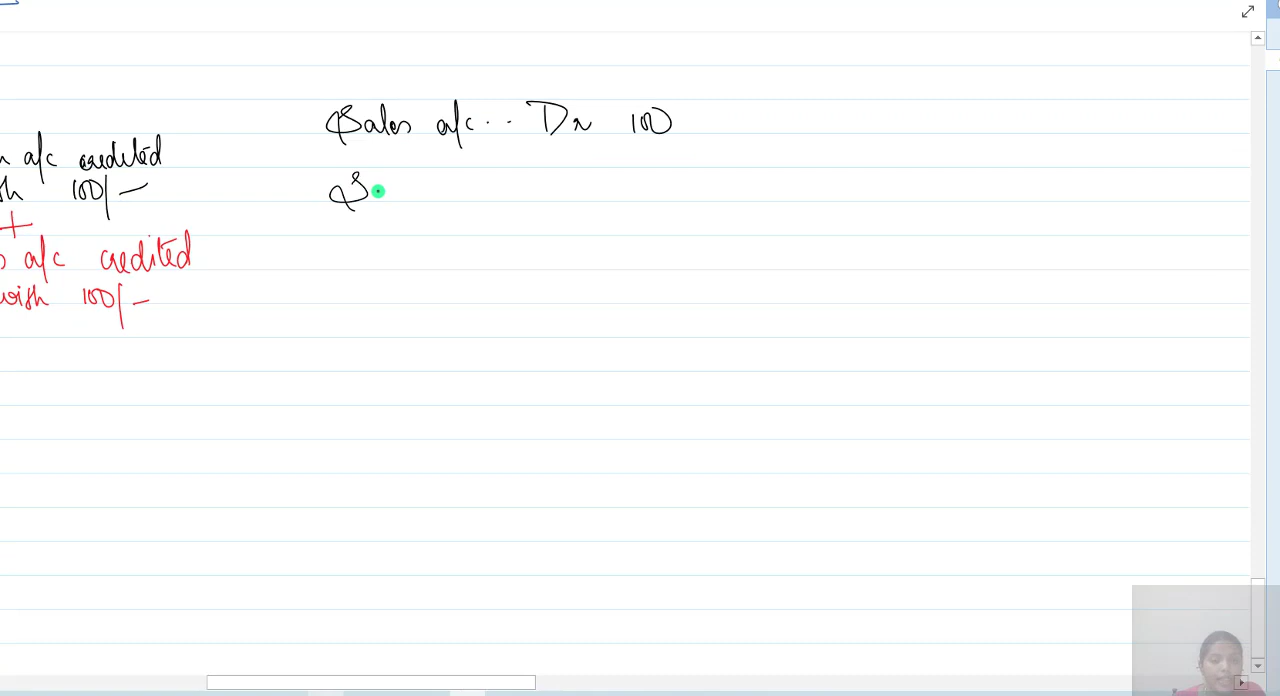 Sales a/c .. Dr 100
a/c credited
100/-
+
a/c credited
with 100/-
S